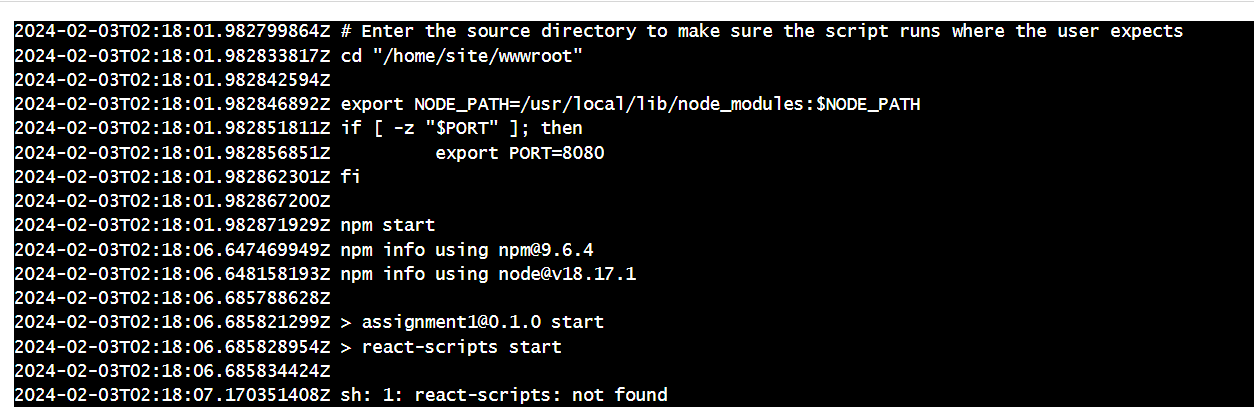 2024-02-03T02:18:01.982799864Z # Enter the source directory to make sure the script runs where the user expects
2024-02-03T02:18:01.982833817Z cd "/home/site/wwwroot"
2024-02-03T02:18:01.982842594Z
2024-02-03T02:18:01.982846892Z export NODE_PATH=/usr/local/lib/node_modules:$NODE_PATH
2024-02-03T02:18:01.982851811Z if [ -z "$PORT" ]; then
2024-02-03T02:18:01.982856851Z          export PORT=8080
2024-02-03T02:18:01.982862301Z fi
2024-02-03T02:18:01.982867200Z
2024-02-03T02:18:01.982871929Z npm start
2024-02-03T02:18:06.647469949Z npm info using npm@9.6.4
2024-02-03T02:18:06.648158193Z npm info using node@v18.17.1
2024-02-03T02:18:06.685788628Z
2024-02-03T02:18:06.685821299Z > assignment1@0.1.0 start
2024-02-03T02:18:06.685828954Z > react-scripts start
2024-02-03T02:18:06.685834424Z
2024-02-03T02:18:07.170351408Z sh: 1: react-scripts: not found